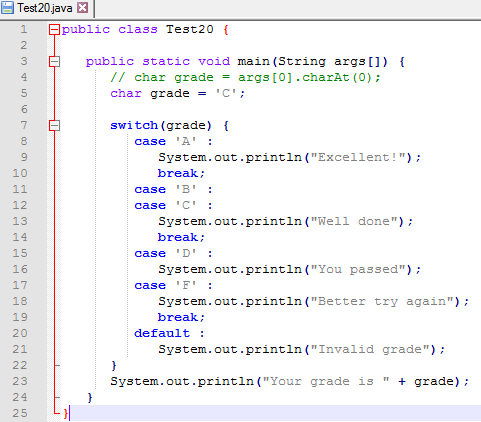 Test20.java
1 public class Test20 {
2
3 public static void main(String args[]) {
4 // char grade = args[0].charAt(0);
5 char grade = 'C';
6
7 switch(grade) {
8 case 'A' :
9 System.out.println("Excellent!");
10 break;
11 case 'B' :
12 case 'C' :
13 System.out.println("Well done");
14 break;
15 case 'D' :
16 System.out.println("You passed");
17 case 'F' :
18 System.out.println("Better try again");
19 break;
20 default :
21 System.out.println("Invalid grade");
22 }
23 System.out.println("Your grade is " + grade);
24 }
25 }